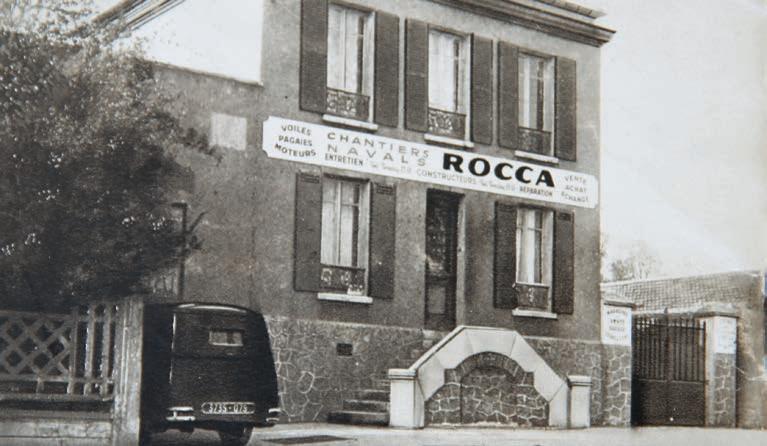 VOILES
PAGAIES
MOTEURS
CHANTIERS
NAVALS
ROCCA
ENTRETIEN
CONSTRUCTEURS
RÉPARATION
VENTE
ACHAT
ÉCHANGE